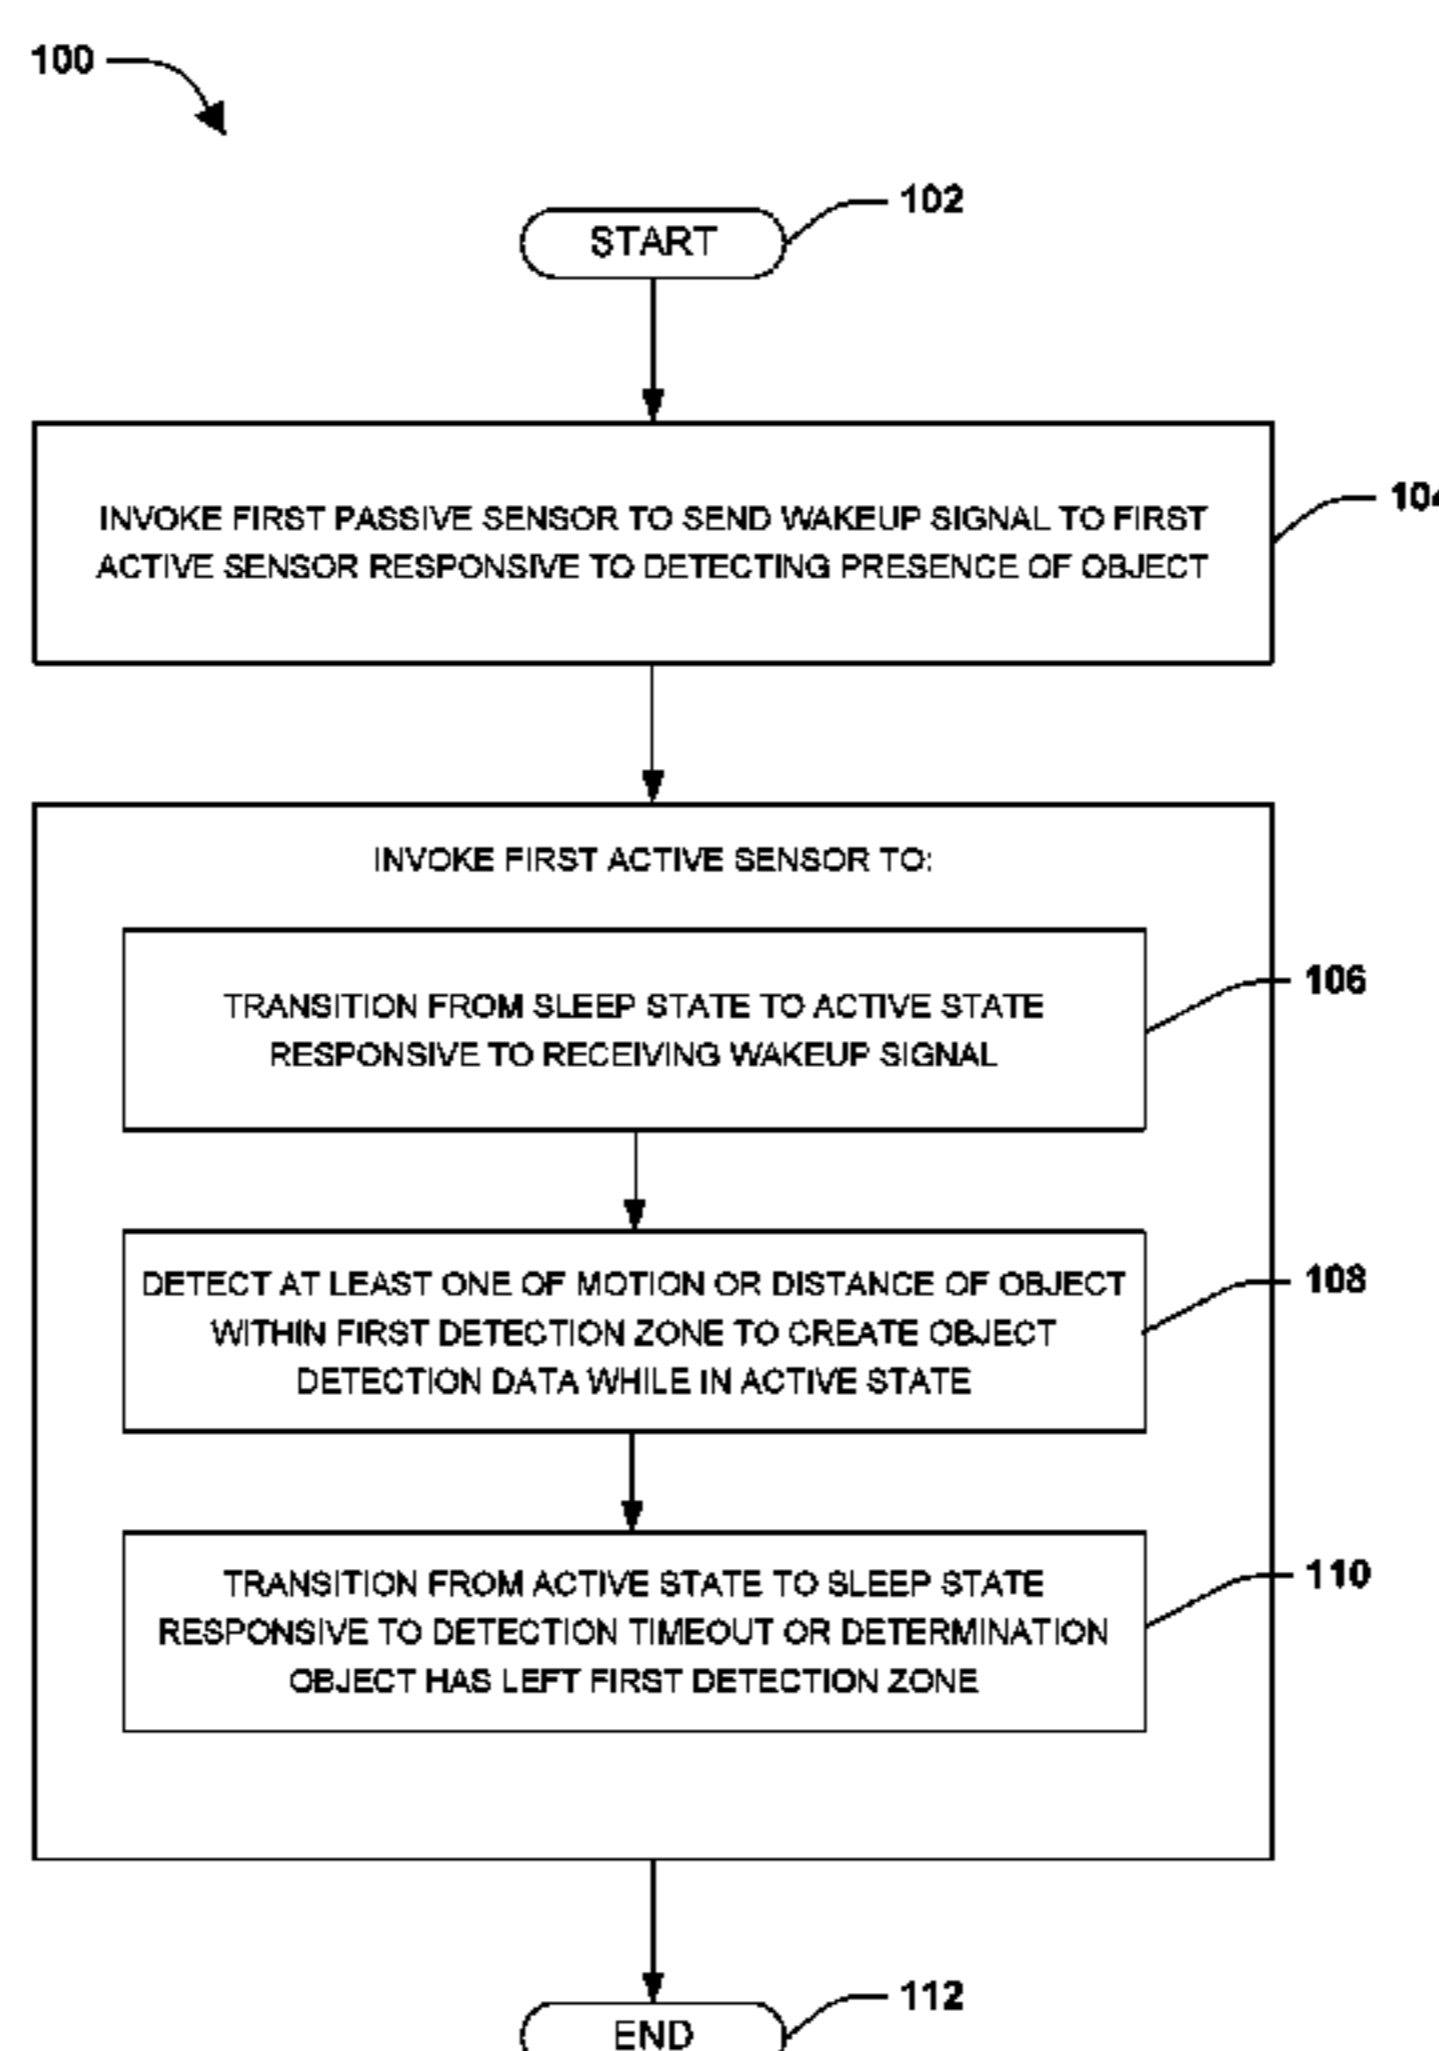 100
102
START
INVOKE FIRST PASSIVE SENSOR TO SEND WAKEUP SIGNAL TO FIRST
ACTIVE SENSOR RESPONSIVE TO DETECTING PRESENCE OF OBJECT
104
INVOKE FIRST ACTIVE SENSOR TO:
TRANSITION FROM SLEEP STATE TO ACTIVE STATE
RESPONSIVE TO RECEIVING WAKEUP SIGNAL
106
DETECT AT LEAST ONE OF MOTION OR DISTANCE OF OBJECT
WITHIN FIRST DETECTION ZONE TO CREATE OBJECT
DETECTION DATA WHILE IN ACTIVE STATE
108
TRANSITION FROM ACTIVE STATE TO SLEEP STATE
RESPONSIVE TO DETECTION TIMEOUT OR DETERMINATION
OBJECT HAS LEFT FIRST DETECTION ZONE
110
112
END